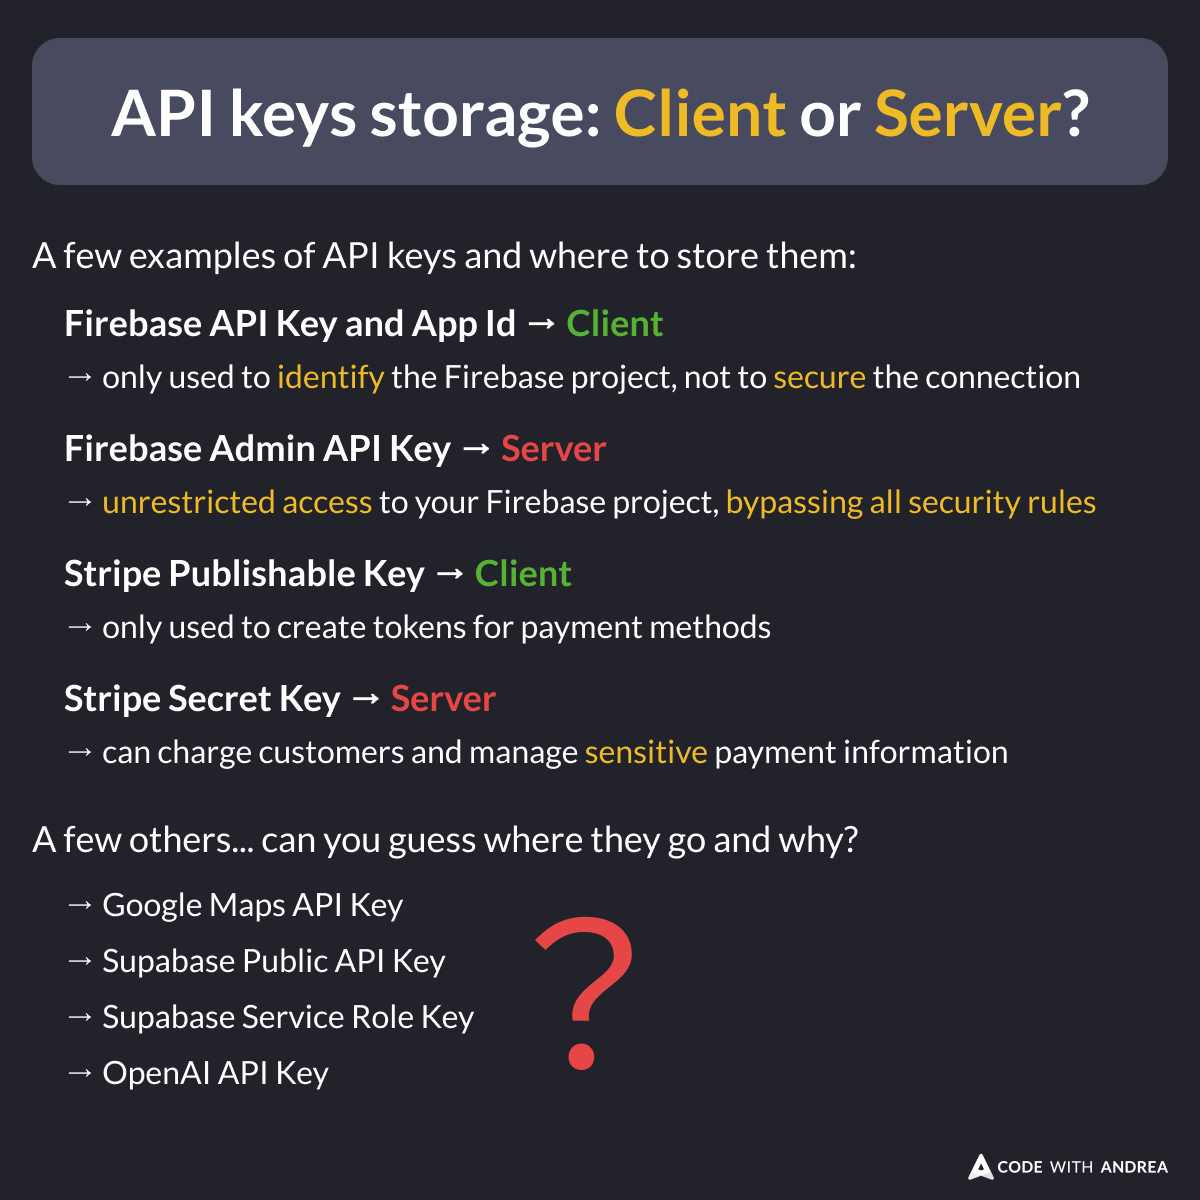 API keys storage: Client or Server?
A few examples of API keys and where to store them:
Firebase API Key and App Id → Client
→ only used to identify the Firebase project, not to secure the connection
Firebase Admin API Key → Server
→ unrestricted access to your Firebase project, bypassing all security rules
Stripe Publishable Key → Client
→ only used to create tokens for payment methods
Stripe Secret Key → Server
→ can charge customers and manage sensitive payment information
A few others... can you guess where they go and why?
→ Google Maps API Key
→ Supabase Public API Key
→ Supabase Service Role Key
→ OpenAI API Key
?
CODE WITH ANDREA